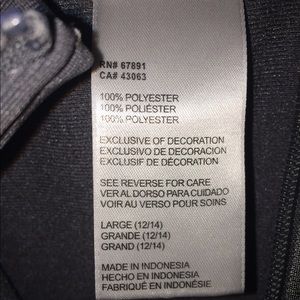 RN# 67891
CA# 43063
100% POLYESTER
100% POLIÉSTER
100% POLYESTER
EXCLUSIVE OF DECORATION
EXCLUSIVO DE DECORACION
EXCLUSIF DE DÉCORATION
SEE REVERSE FOR CARE
VER AL DORSO PARA CUIDADO
VOIR AU VERSO POUR SOINS
LARGE (12/14)
GRANDE (12/14)
GRAND (12/14)
MADE IN INDONESIA
HECHO EN INDONESIA
FABRIQUÉ EN INDONÉSIE